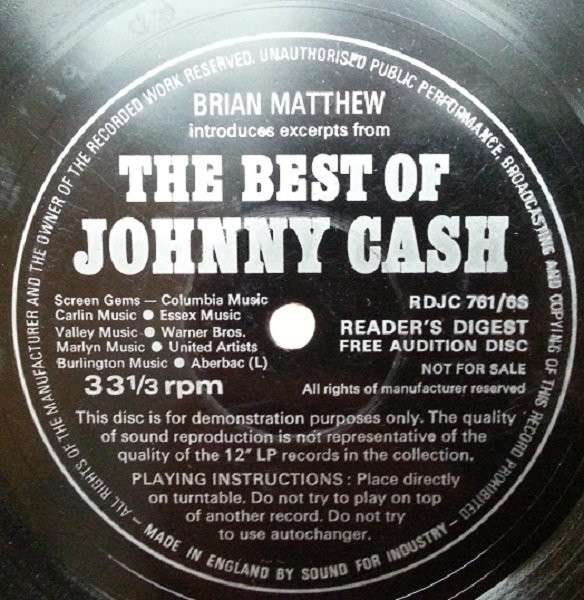 ALL RIGHTS OF THE MANUFACTURER AND THE OWNER OF THE RECORDED WORK RESERVED. UNAUTHORISED PUBLIC PERFORMANCE, BROADCASTING AND COPYING OF THIS RECORD PROHIBITED
BRIAN MATTHEW
introduces excerpts from
THE BEST OF
JOHNNY CASH
Screen Gems – Columbia Music
Carlin Music ● Essex Music
Valley Music ● Warner Bros.
Marlyn Music ● United Artists
Burlington Music ● Aberbac (L)
33 1/3 rpm
RDJC 761/6S
READER'S DIGEST
FREE AUDITION DISC
NOT FOR SALE
All rights of manufacturer reserved
This disc is for demonstration purposes only. The quality
of sound reproduction is not representative of the
quality of the 12" LP records in the collection.
PLAYING INSTRUCTIONS : Place directly
on turntable. Do not try to play on top
of another record. Do not try
to use autochanger.
— MADE IN ENGLAND BY SOUND FOR INDUSTRY —